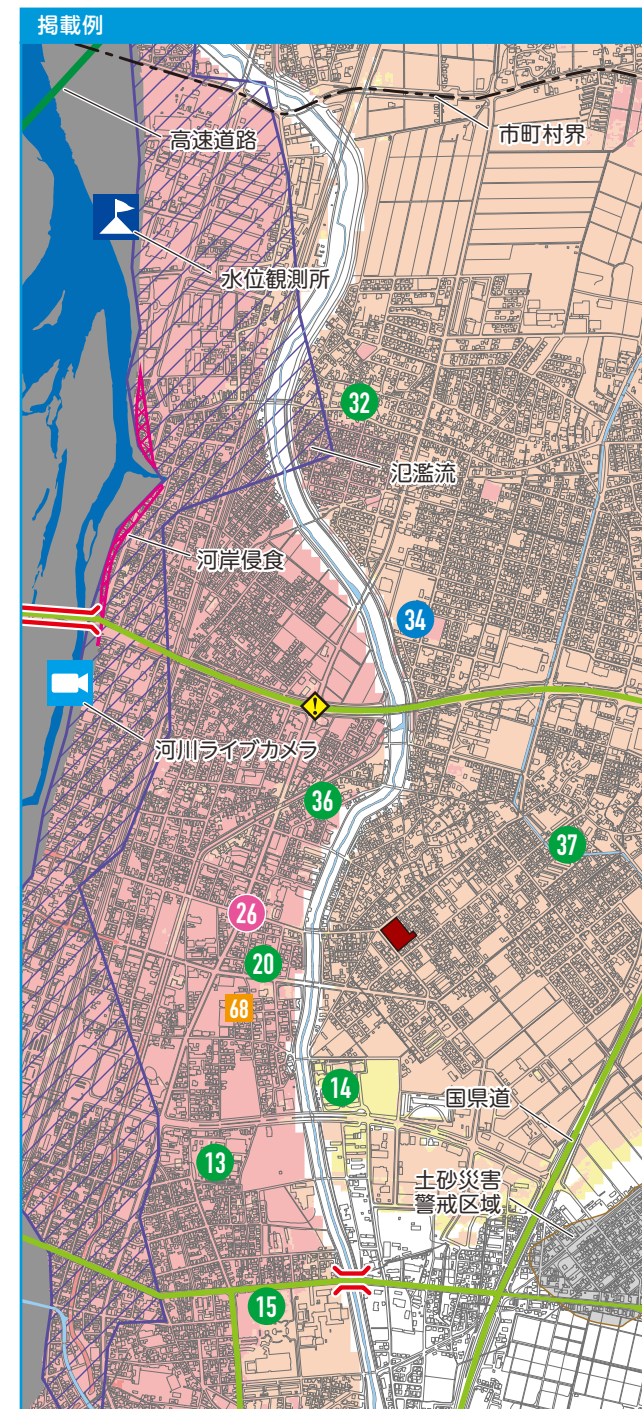 掲載例
高速道路
市町村界
水位観測所
32
氾濫流
河岸侵食
34
河川ライブカメラ
36
37
26
20
68
14
国県道
13
土砂災害
警戒区域
15